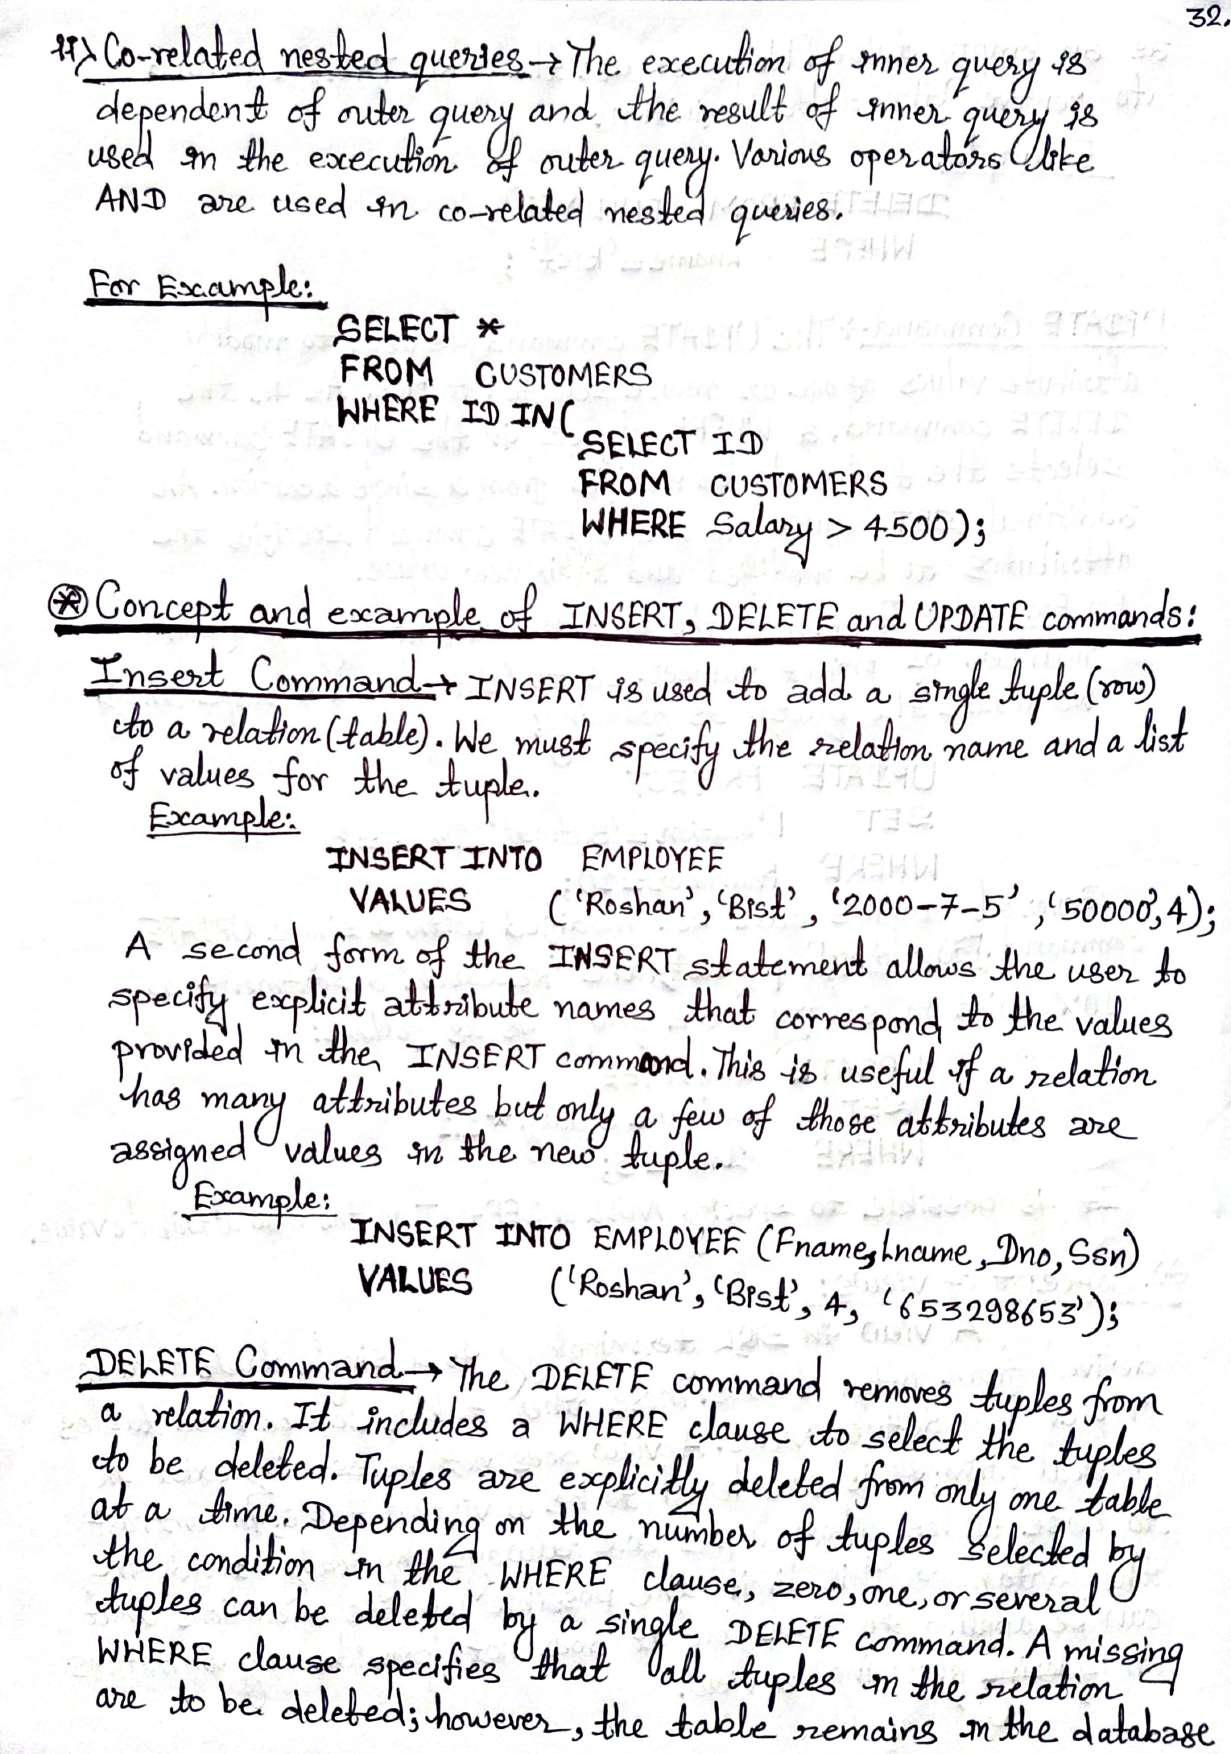 32.
ii) Co-related nested queries → The execution of inner query is
dependent of outer query and the result of inner query is
used in the execution of outer query. Various operators like
AND are used in co-related nested queries.
For Example:
SELECT *
FROM CUSTOMERS
WHERE ID IN(
SELECT ID
FROM CUSTOMERS
WHERE Salary > 4500);
⊛ Concept and example of INSERT, DELETE and UPDATE commands:
Insert Command → INSERT is used to add a single tuple (row)
to a relation (table). We must specify the relation name and a list
of values for the tuple.
Example:
INSERT INTO EMPLOYEE
VALUES ('Roshan', 'Bist', '2000-7-5', '50000', 4);
A second form of the INSERT statement allows the user to
specify explicit attribute names that correspond to the values
provided in the INSERT command. This is useful if a relation
has many attributes but only a few of those attributes are
assigned values in the new tuple.
Example:
INSERT INTO EMPLOYEE (Fname, Lname, Dno, Ssn)
VALUES ('Roshan', 'Bist', 4, '653298653');
DELETE Command → The DELETE command removes tuples from
a relation. It includes a WHERE clause to select the tuples
to be deleted. Tuples are explicitly deleted from only one table
at a time. Depending on the number of tuples selected by
the condition in the WHERE clause, zero, one, or several
tuples can be deleted by a single DELETE command. A missing
WHERE clause specifies that all tuples in the relation
are to be deleted; however, the table remains in the database